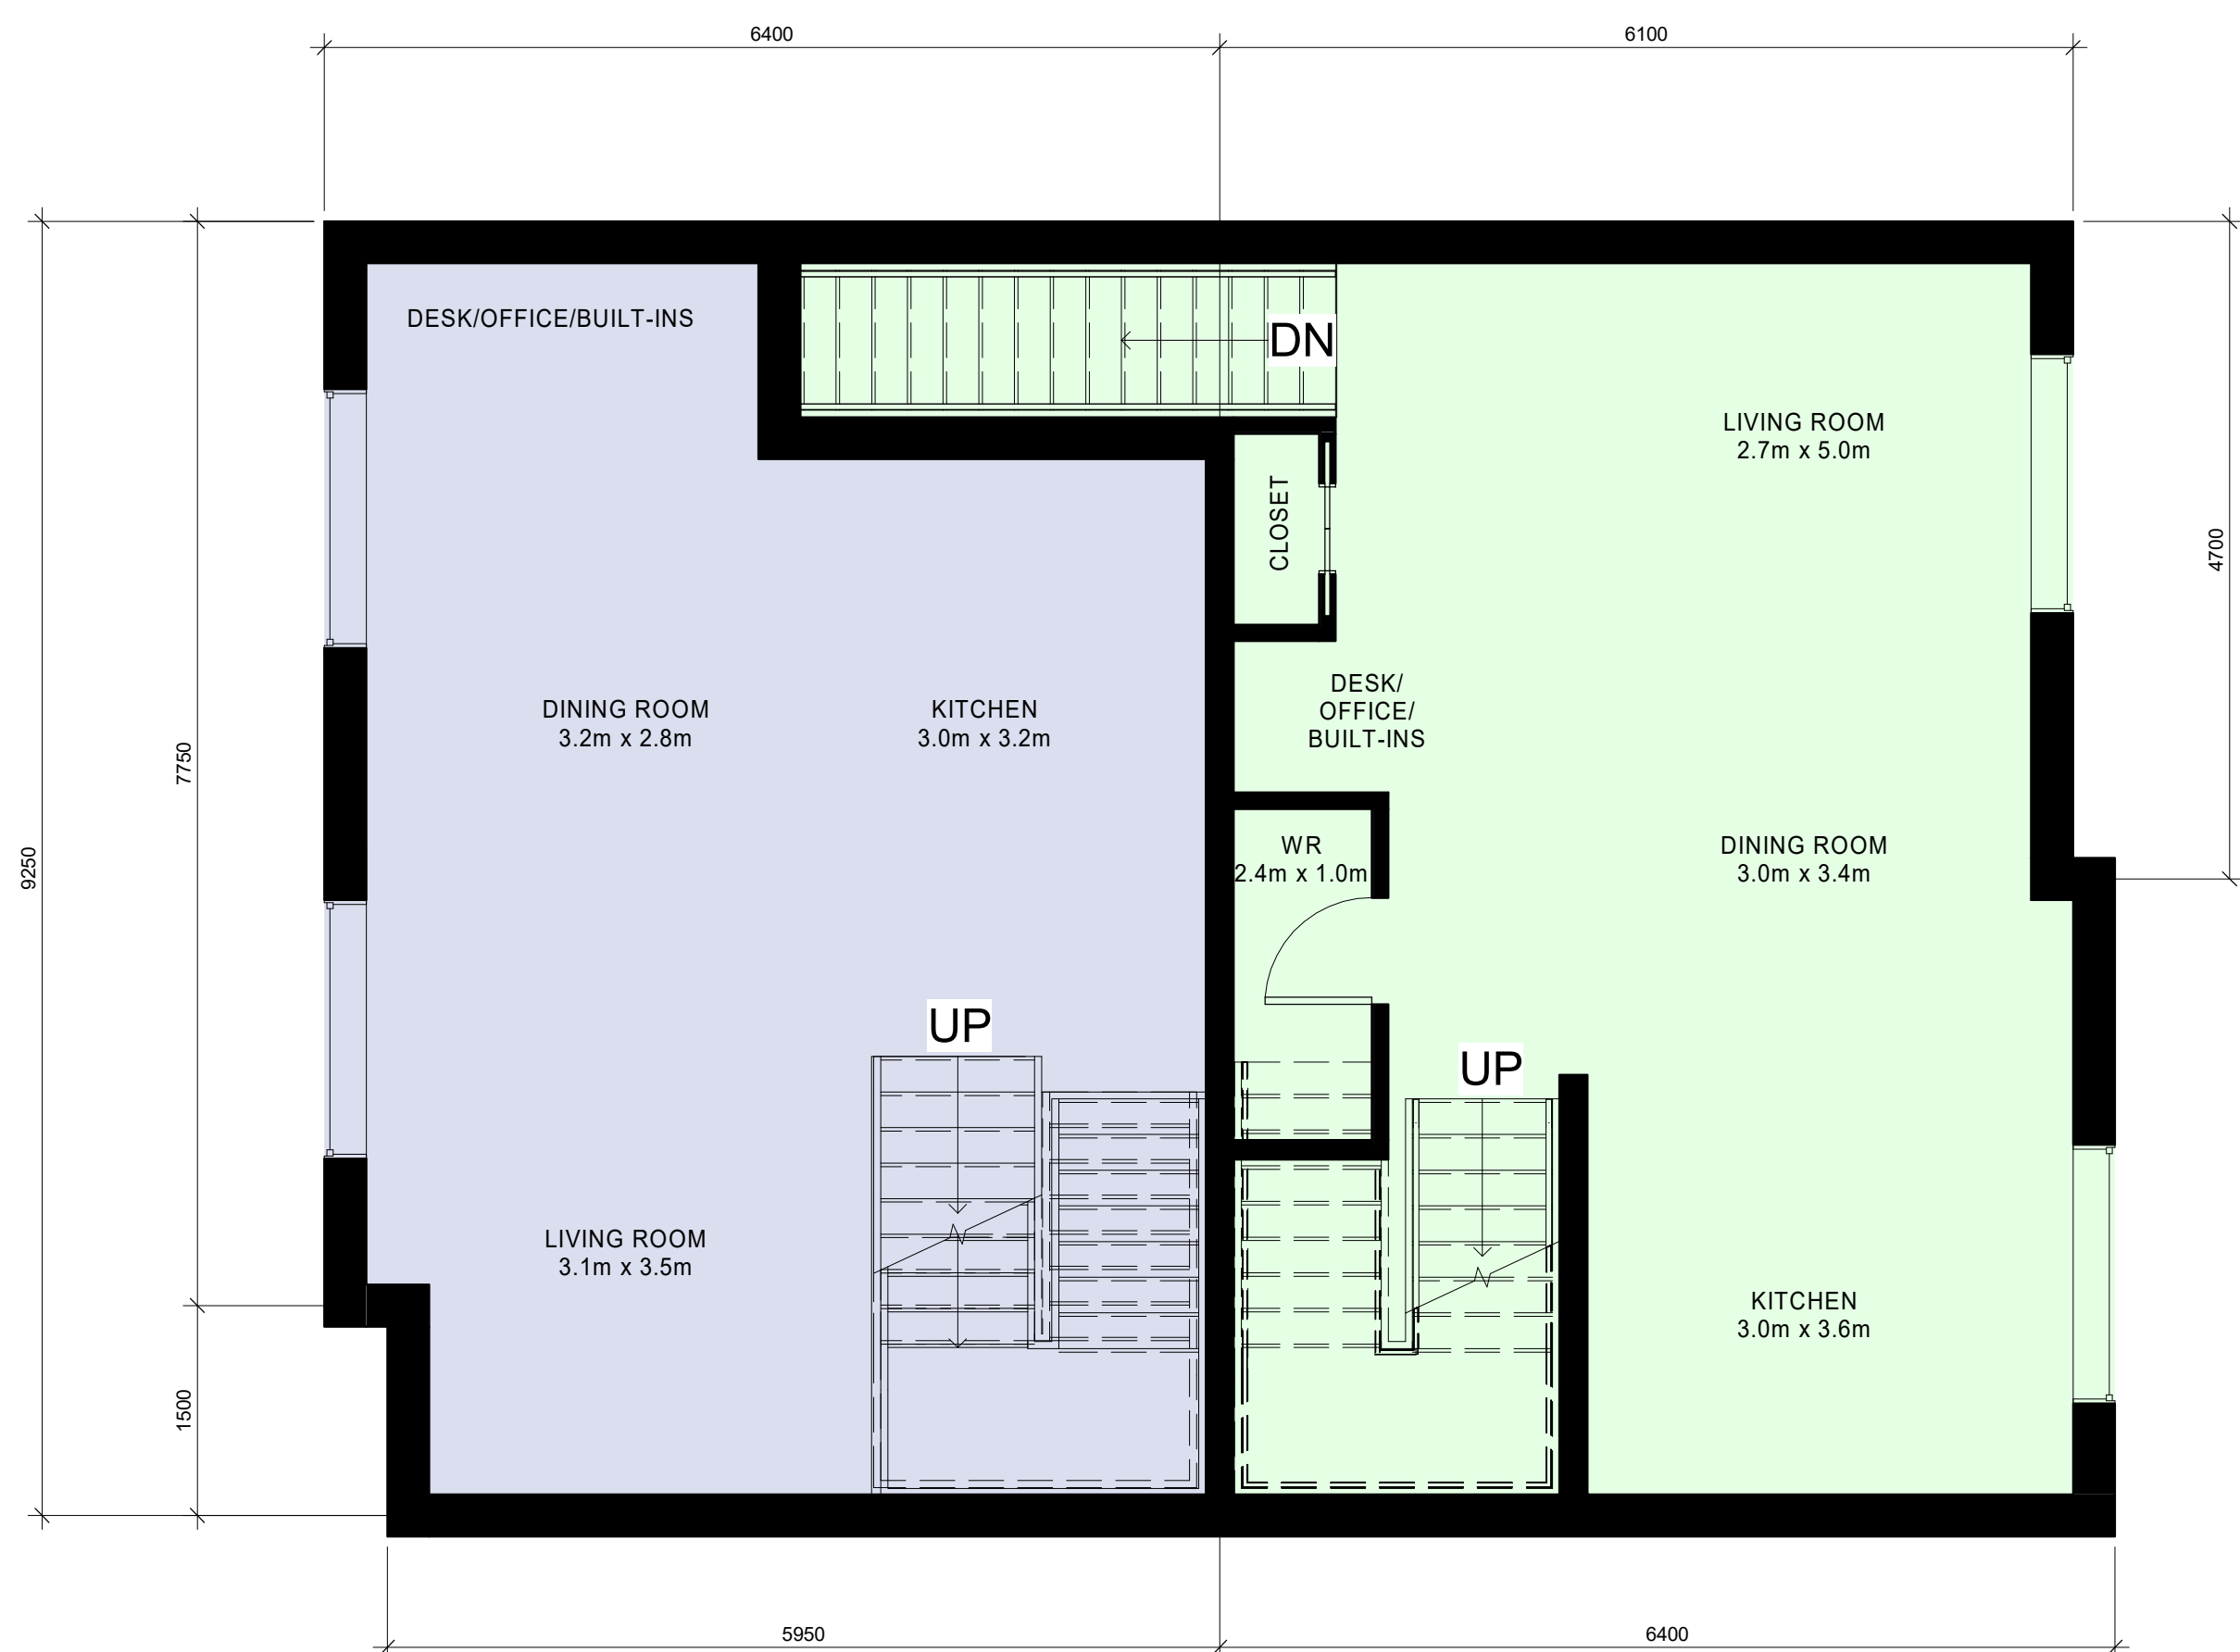 6400
6100
DESK/OFFICE/BUILT-INS
DN
LIVING ROOM
2.7m x 5.0m
CLOSET
4700
DESK/
OFFICE/
BUILT-INS
DINING ROOM
3.2m x 2.8m
KITCHEN
3.0m x 3.2m
7750
9250
WR
2.4m x 1.0m
DINING ROOM
3.0m x 3.4m
UP
UP
LIVING ROOM
3.1m x 3.5m
KITCHEN
3.0m x 3.6m
1500
5950
6400